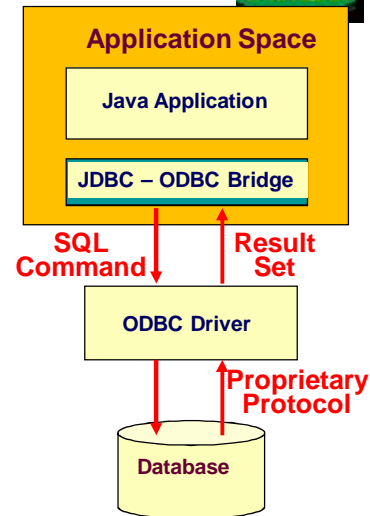 Application Space
Java Application
JDBC – ODBC Bridge
SQL
Command
Result
Set
ODBC Driver
Proprietary
Protocol
Database